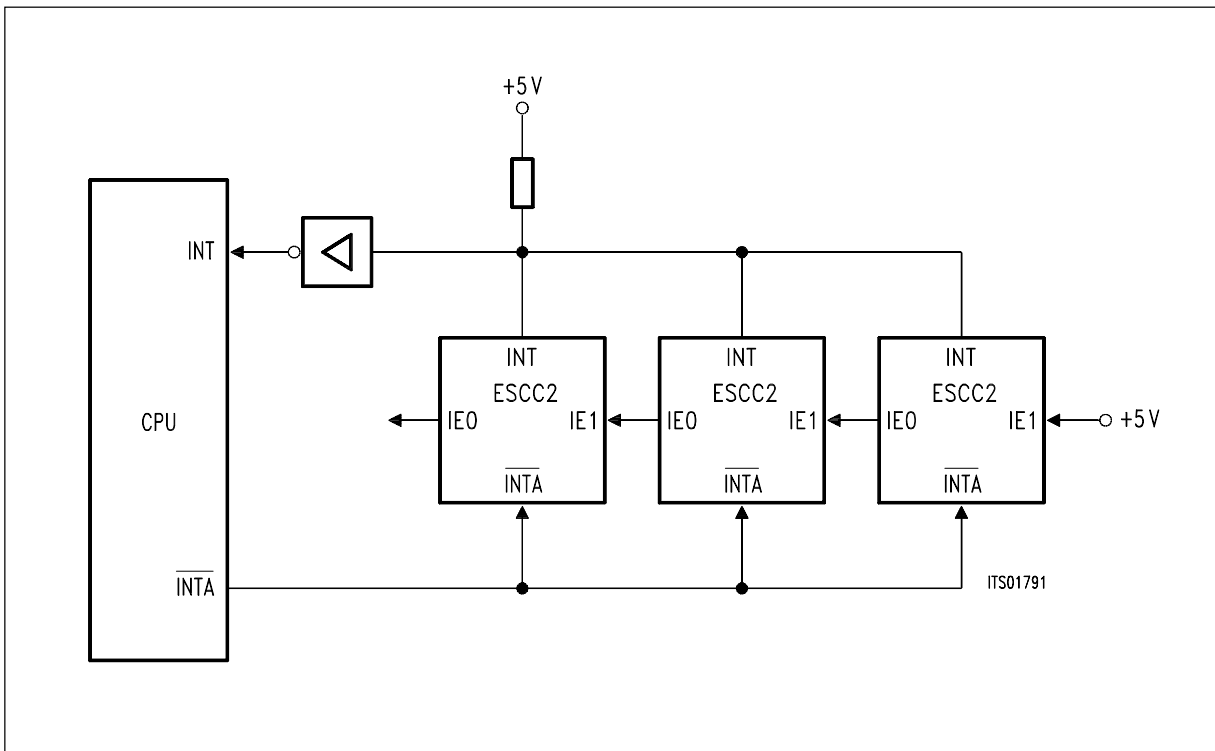 +5V
INT
INT
INT
INT
ESCC2
ESCC2
ESCC2
CPU
IE0
IE1
IE0
IE1
IE0
IE1
+5V
INTA
INTA
INTA
INTA
ITS01791